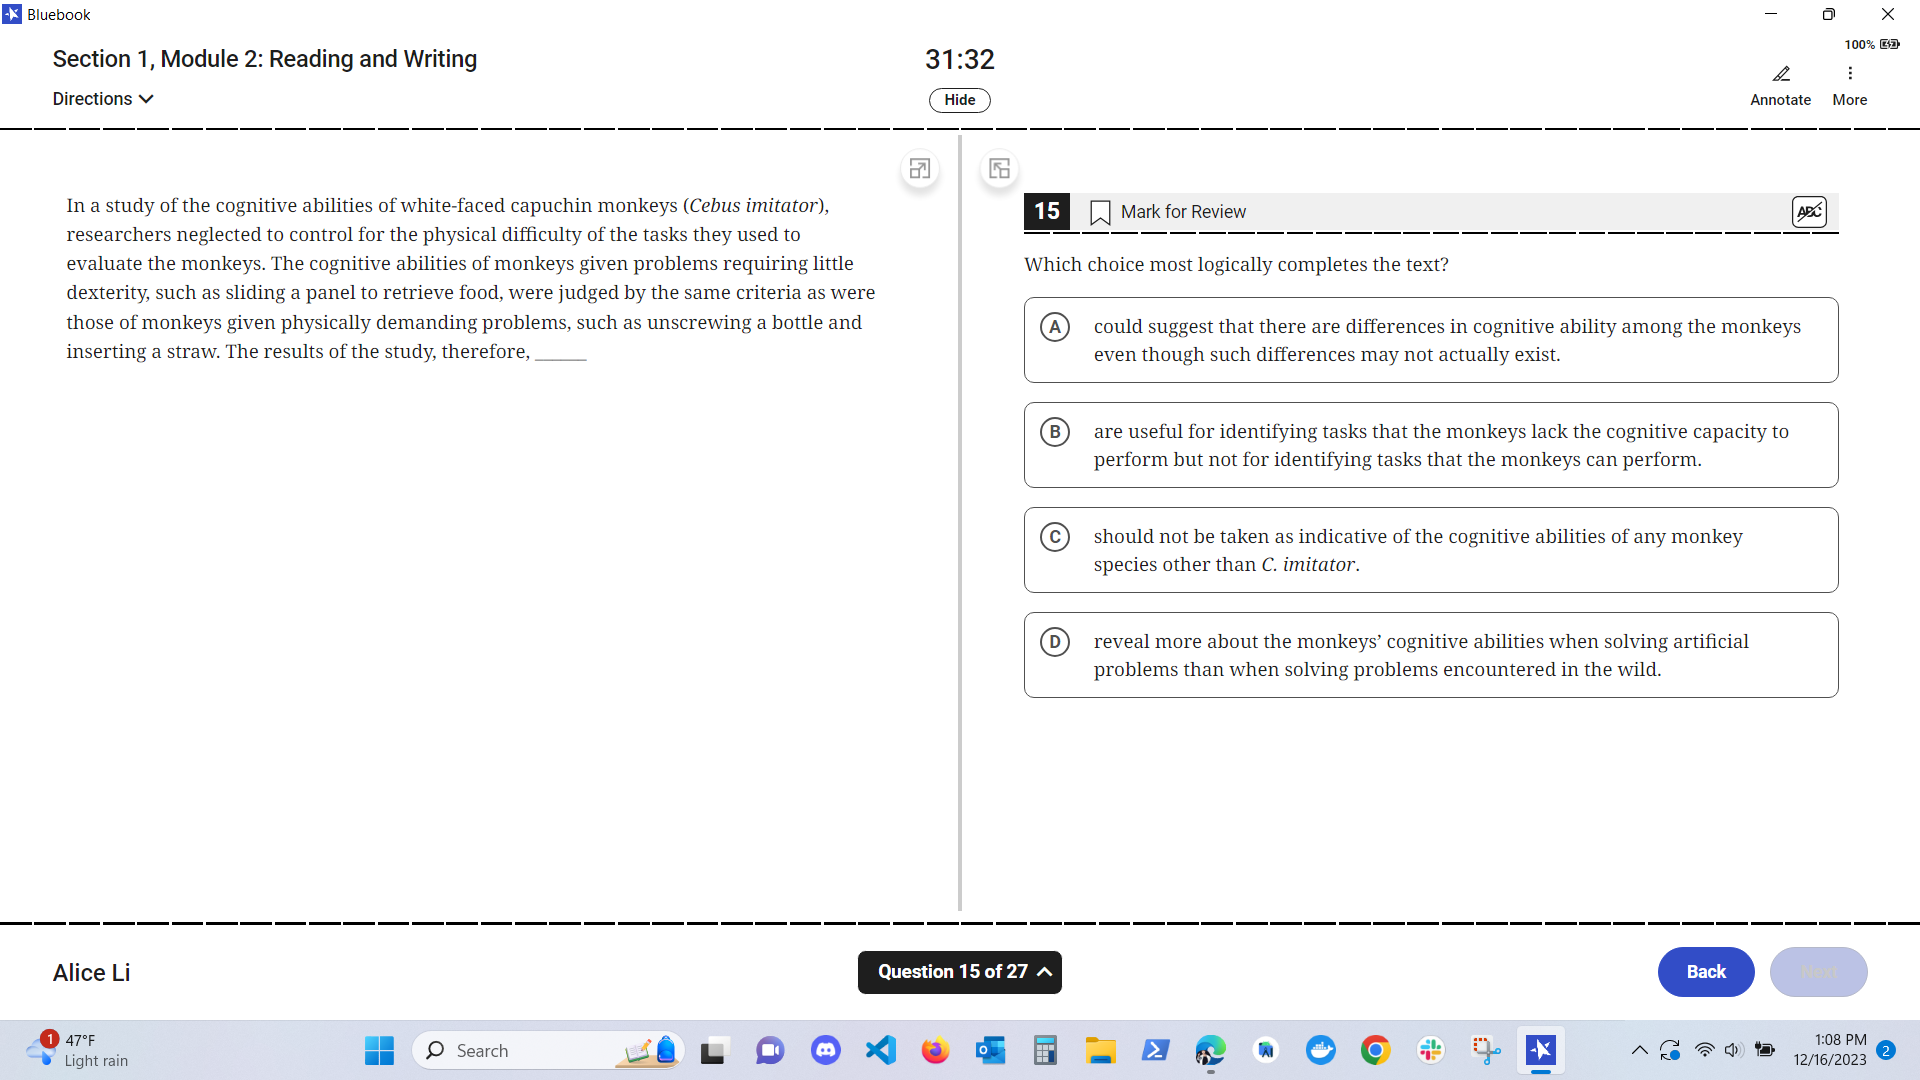 Bluebook
100%
Section 1, Module 2: Reading and Writing
31:32
Directions
Hide
Annotate
More
In a study of the cognitive abilities of white-faced capuchin monkeys (Cebus imitator),
researchers neglected to control for the physical difficulty of the tasks they used to
evaluate the monkeys. The cognitive abilities of monkeys given problems requiring little
dexterity, such as sliding a panel to retrieve food, were judged by the same criteria as were
those of monkeys given physically demanding problems, such as unscrewing a bottle and
inserting a straw. The results of the study, therefore, ______
15
Mark for Review
ABC
Which choice most logically completes the text?
A
could suggest that there are differences in cognitive ability among the monkeys
even though such differences may not actually exist.
B
are useful for identifying tasks that the monkeys lack the cognitive capacity to
perform but not for identifying tasks that the monkeys can perform.
C
should not be taken as indicative of the cognitive abilities of any monkey
species other than C. imitator.
D
reveal more about the monkeys’ cognitive abilities when solving artificial
problems than when solving problems encountered in the wild.
Alice Li
Question 15 of 27
Back
Next
1
47°F
Light rain
Search
1:08 PM
12/16/2023
2